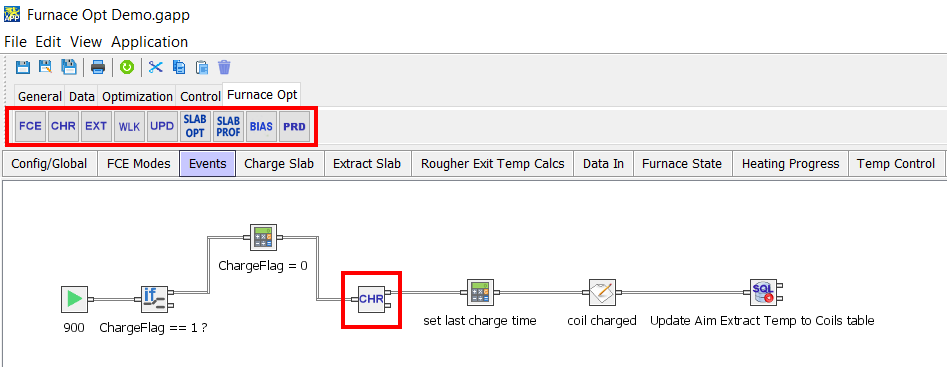 Furnace Opt Demo.gapp
File Edit View Application
General Data Optimization Control Furnace Opt
FCE CHR EXT WLK UPD SLAB OPT SLAB PROF BIAS PRD
Config/Global FCE Modes Events Charge Slab Extract Slab Rougher Exit Temp Calcs Data In Furnace State Heating Progress Temp Control
ChargeFlag = 0
if
CHR
SQL
900
ChargeFlag == 1 ?
set last charge time
coil charged
Update Aim Extract Temp to Coils table